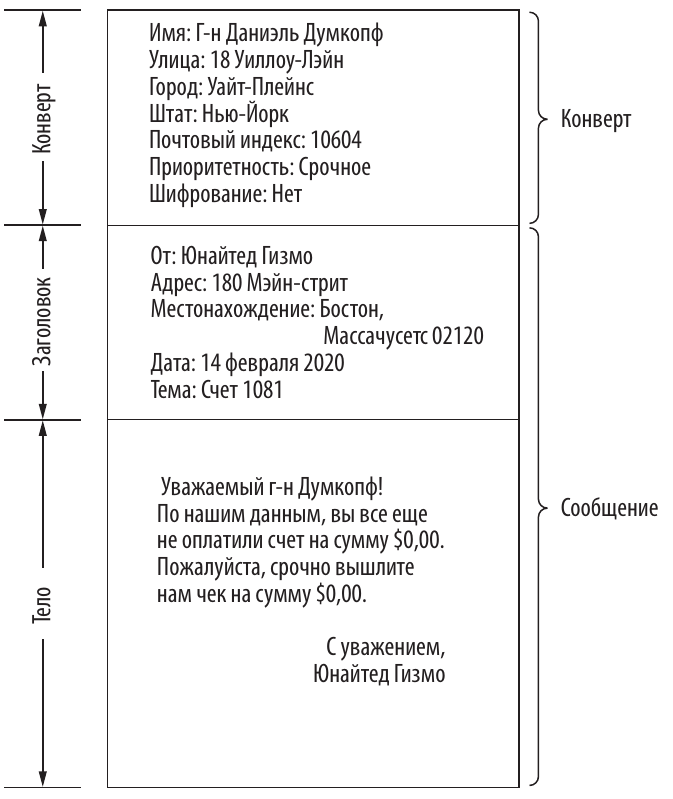 Имя: Г-н Даниэль Думкопф
Улица: 18 Уиллоу-Лэйн
Город: Уайт-Плейнс
Штат: Нью-Йорк
Почтовый индекс: 10604
Приоритетность: Срочное
Шифрование: Нет
Конверт
Конверт
От: Юнайтед Гизмо
Адрес: 180 Мэйн-стрит
Местонахождение: Бостон,
Массачусетс 02120
Дата: 14 февраля 2020
Тема: Счет 1081
Заголовок
Уважаемый г-н Думкопф!
По нашим данным, вы все еще
не оплатили счет на сумму $0,00.
Пожалуйста, срочно вышлите
нам чек на сумму $0,00.
С уважением,
Юнайтед Гизмо
Тело
Сообщение